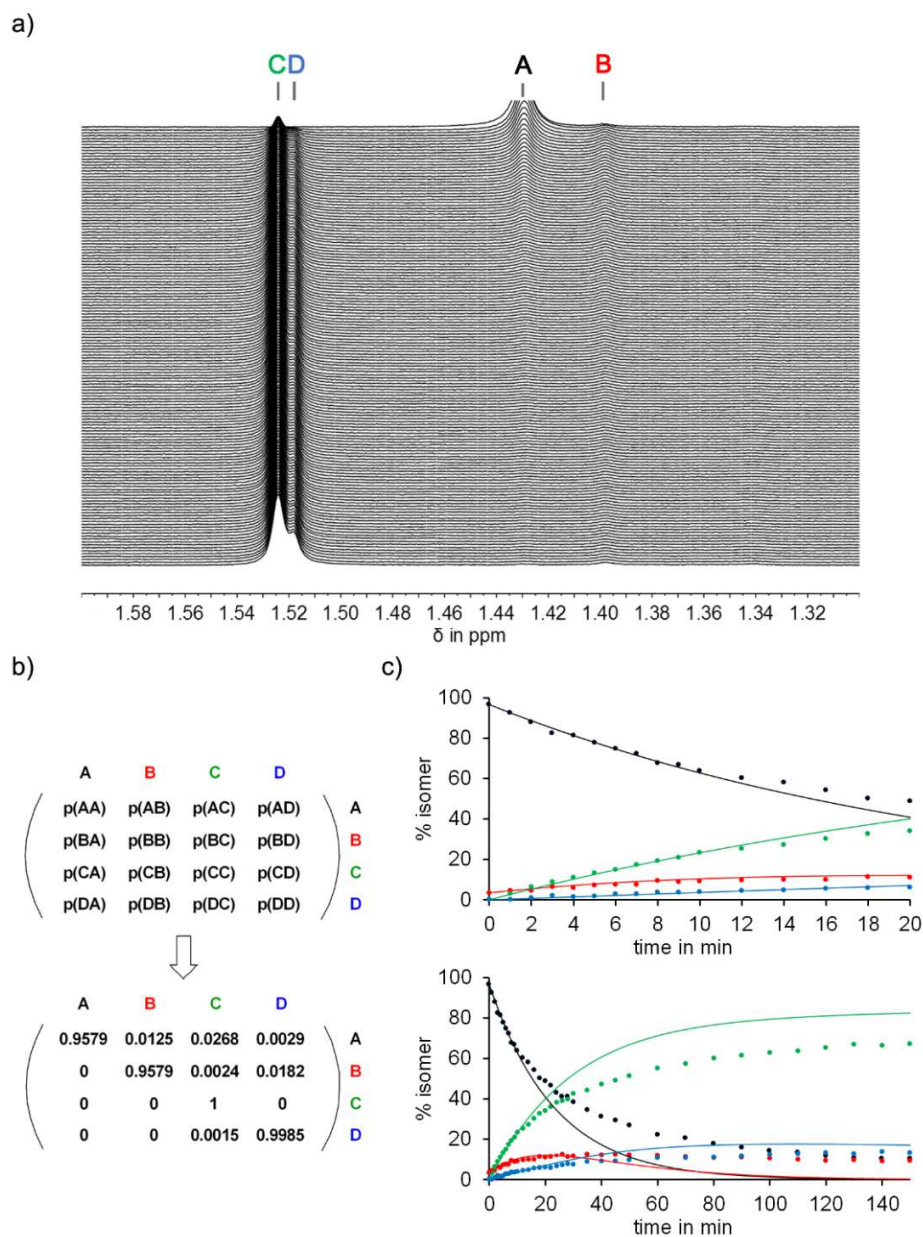 a)
C D A B
1.58 1.56 1.54 1.52 1.50 1.48 1.46 1.44 1.42 1.40 1.38 1.36 1.34 1.32
δ in ppm
b)
A B C D
p(AA) p(AB) p(AC) p(AD) A
p(BA) p(BB) p(BC) p(BD) B
p(CA) p(CB) p(CC) p(CD) C
p(DA) p(DB) p(DC) p(DD) D
A B C D
0.9579 0.0125 0.0268 0.0029 A
0 0.9579 0.0024 0.0182 B
0 0 1 0 C
0 0 0.0015 0.9985 D
c)
% isomer
100
80
60
40
20
0
0 2 4 6 8 10 12 14 16 18 20
time in min
% isomer
100
80
60
40
20
0
0 20 40 60 80 100 120 140
time in min